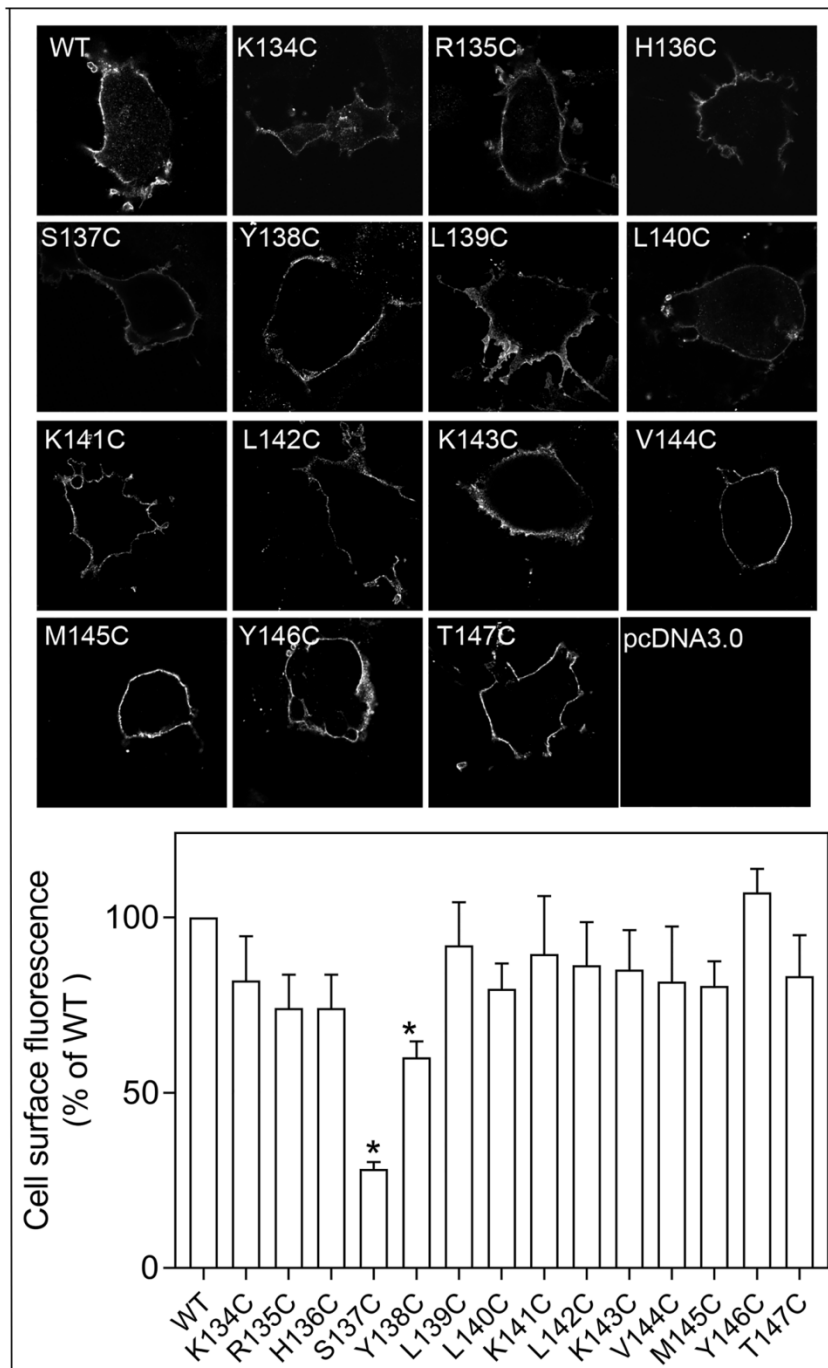 WT K134C R135C H136C
S137C Y138C L139C L140C
K141C L142C K143C V144C
M145C Y146C T147C pcDNA3.0
Cell surface fluorescence
(% of WT )
100
50
0
*
*
WT
K134C
R135C
H136C
S137C
Y138C
L139C
L140C
K141C
L142C
K143C
V144C
M145C
Y146C
T147C